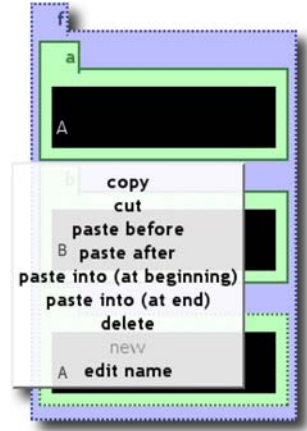 f
a
A
b
copy
cut
paste before
B
paste after
paste into (at beginning)
paste into (at end)
delete
new
A
edit name